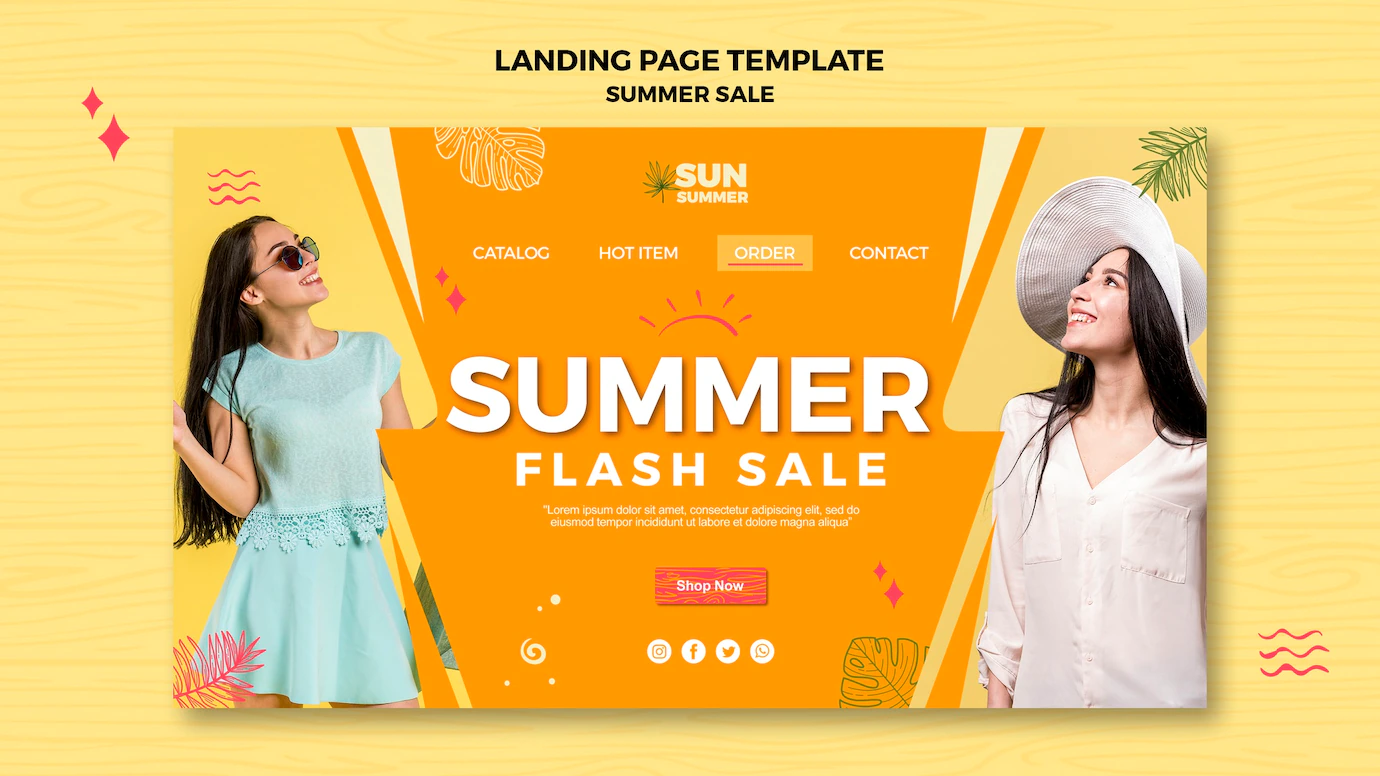 LANDING PAGE TEMPLATE
SUMMER SALE
SUN
SUMMER
CATALOG HOT ITEM ORDER CONTACT
SUMMER
FLASH SALE
"Lorem ipsum dolor sit amet, consectetur adipiscing elit, sed do
eiusmod tempor incididunt ut labore et dolore magna aliqua"
Shop Now